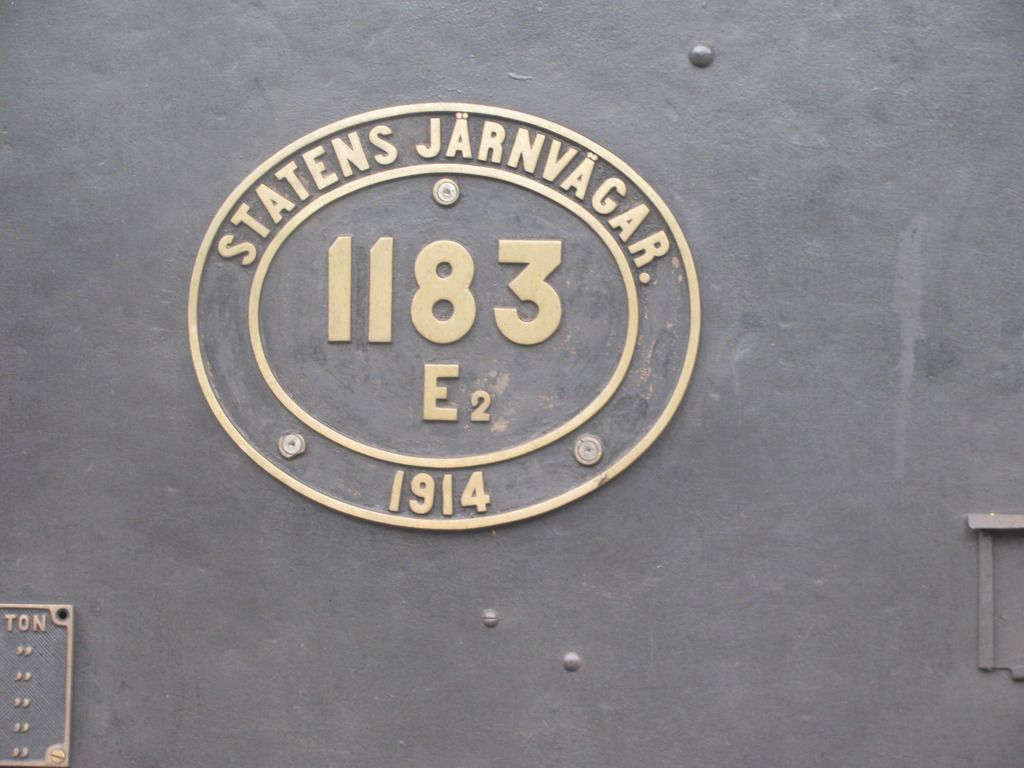 STATENS JÄRNVÄGAR.
1183
E2
1914
TON
"
"
"
"
"